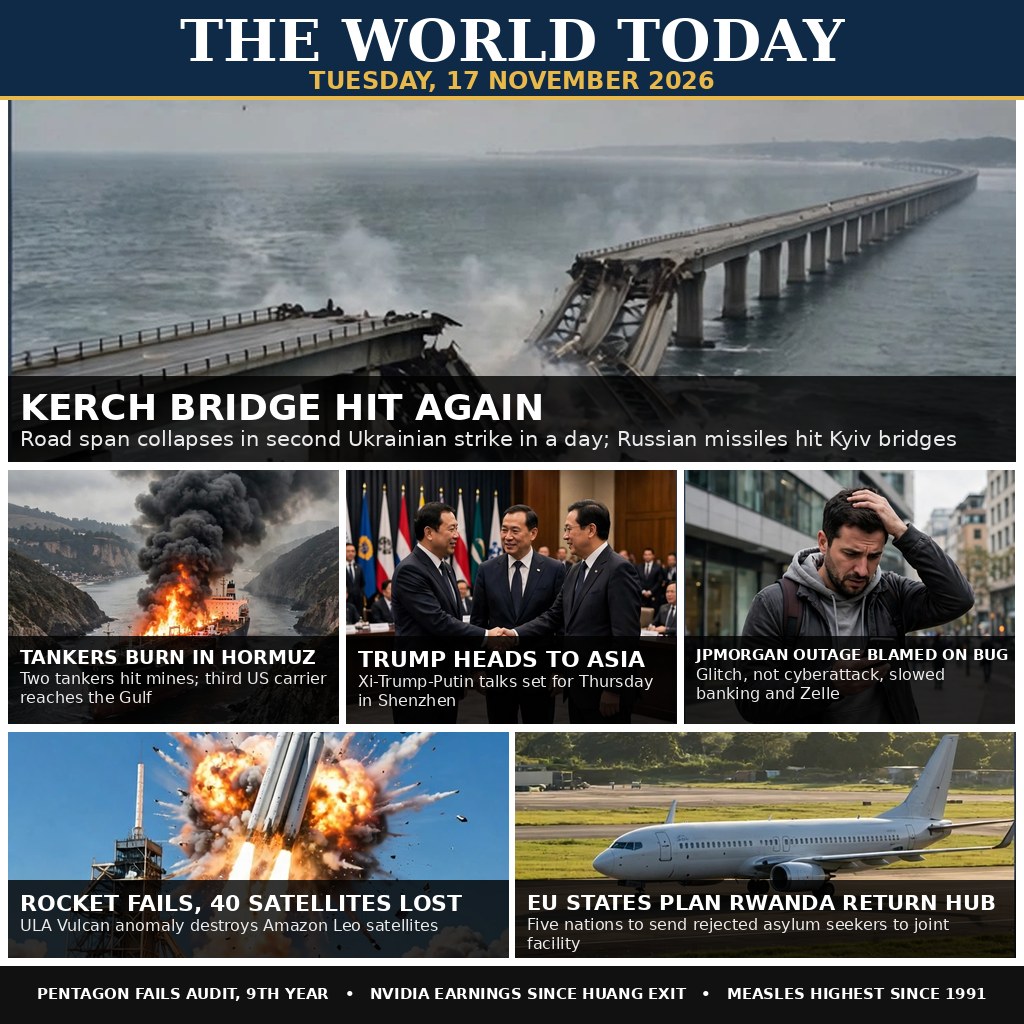 THE WORLD TODAY
TUESDAY, 17 NOVEMBER 2026
KERCH BRIDGE HIT AGAIN
Road span collapses in second Ukrainian strike in a day; Russian missiles hit Kyiv bridges
TANKERS BURN IN HORMUZ
Two tankers hit mines; third US carrier
reaches the Gulf
TRUMP HEADS TO ASIA
Xi-Trump-Putin talks set for Thursday
in Shenzhen
JPMORGAN OUTAGE BLAMED ON BUG
Glitch, not cyberattack, slowed
banking and Zelle
ROCKET FAILS, 40 SATELLITES LOST
ULA Vulcan anomaly destroys Amazon Leo satellites
EU STATES PLAN RWANDA RETURN HUB
Five nations to send rejected asylum seekers to joint
facility
PENTAGON FAILS AUDIT, 9TH YEAR • NVIDIA EARNINGS SINCE HUANG EXIT • MEASLES HIGHEST SINCE 1991